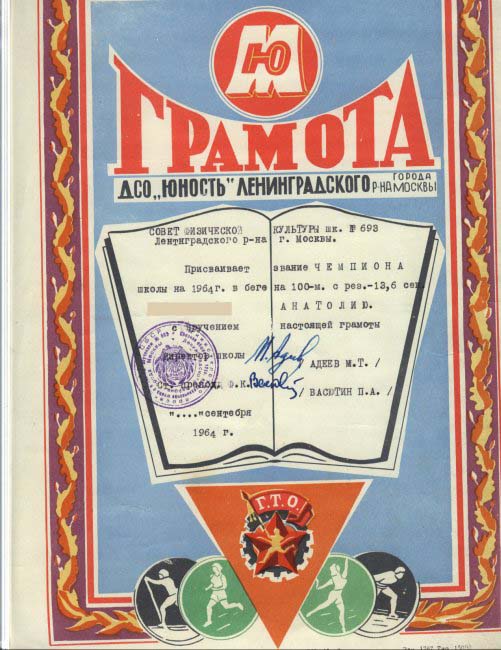 М Ю
ГРАМОТА
ДСО „ЮНОСТЬ" ЛЕНИНГРАДСКОГО ГОРОДА
Р-НА МОСКВЫ
СОВЕТ ФИЗИЧЕСКОЙ КУЛЬТУРЫ шк. № 693
Ленинградского р-на г. Москвы.
Присваивает звание ЧЕМПИОНА
школы на 1964г. в беге на 100-м. с рез.-13,6 сек.
АНАТОЛИЮ.
с вручением настоящей грамоты
Директор школы / АДЕЕВ М.Т. /
Ст. препод. Ф.К. / ВАСЮТИН П.А. /
"....." сентября
1964 г.
Г.Т.О.